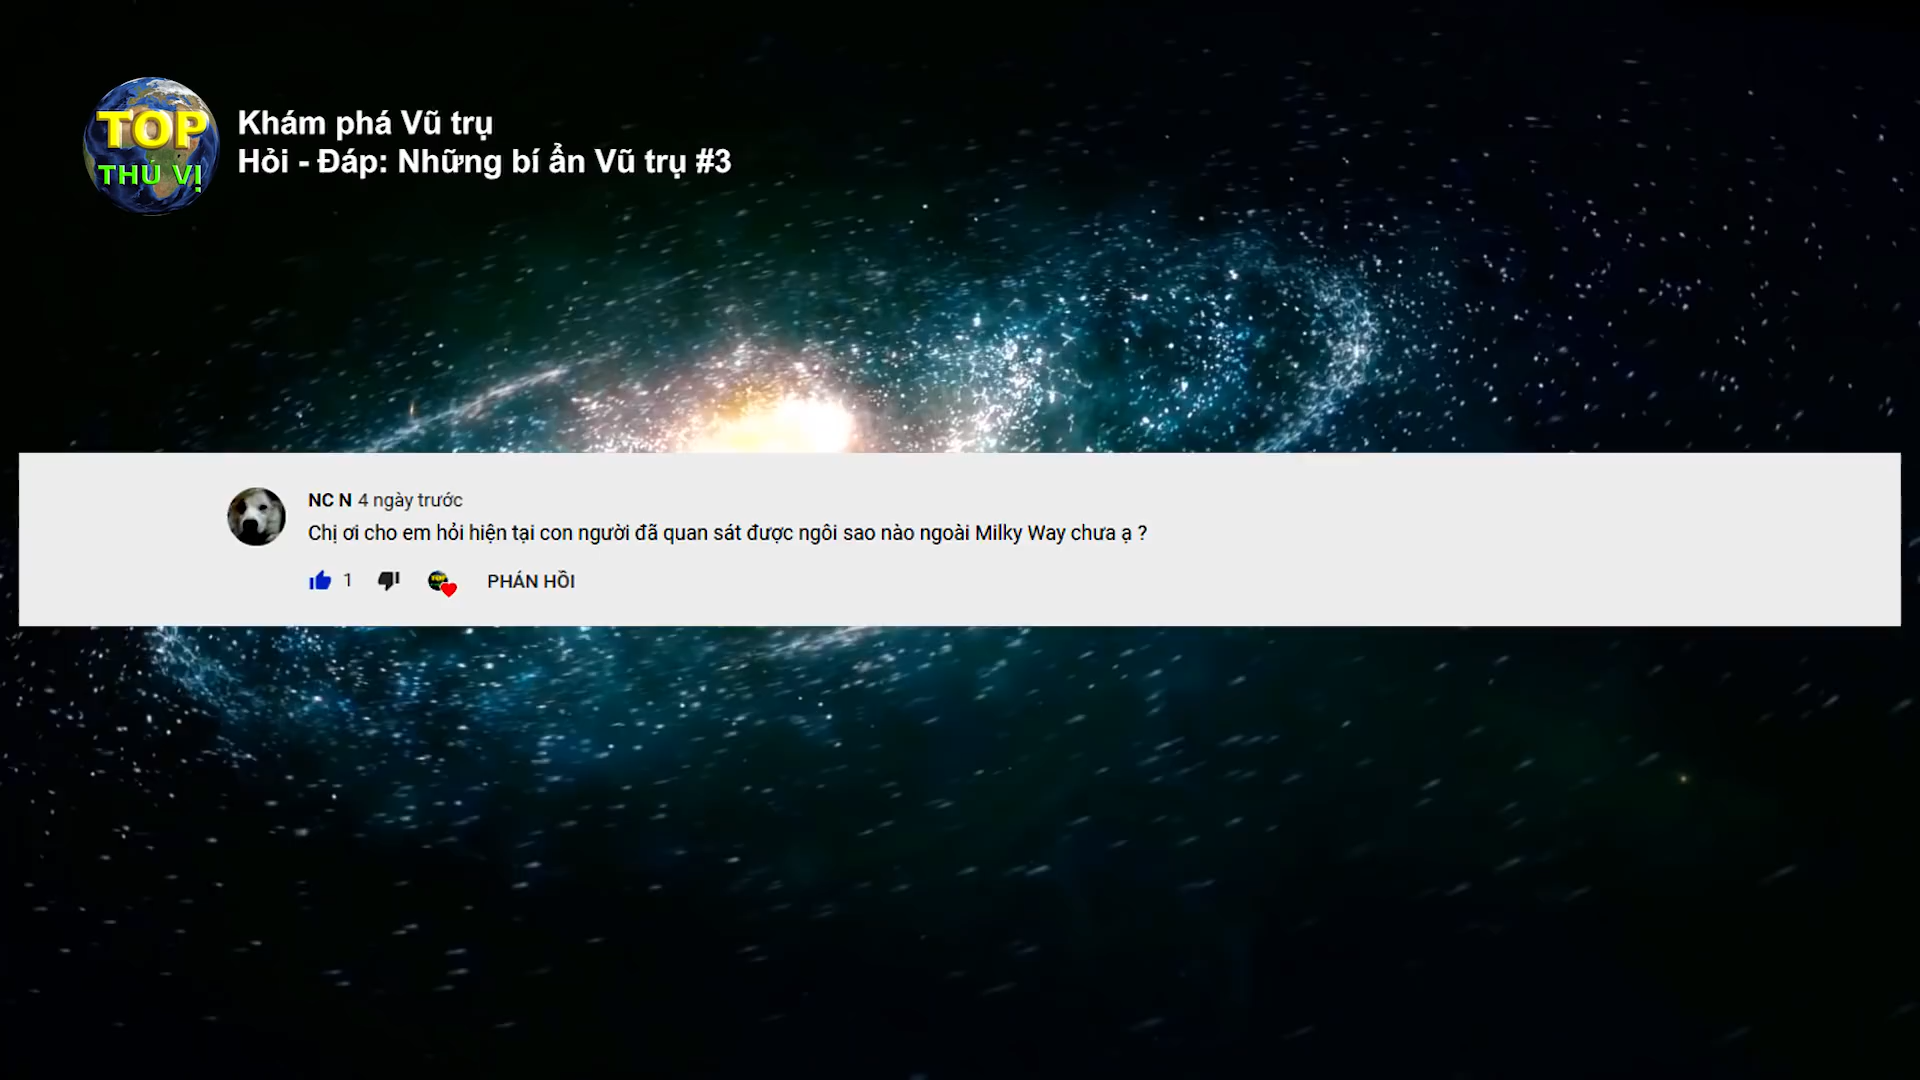 TOP
THÚ VỊ
Khám phá Vũ trụ
Hỏi - Đáp: Những bí ẩn Vũ trụ #3
NC N 4 ngày trước
Chị ơi cho em hỏi hiện tại con người đã quan sát được ngôi sao nào ngoài Milky Way chưa ạ ?
1
PHẢN HỒI